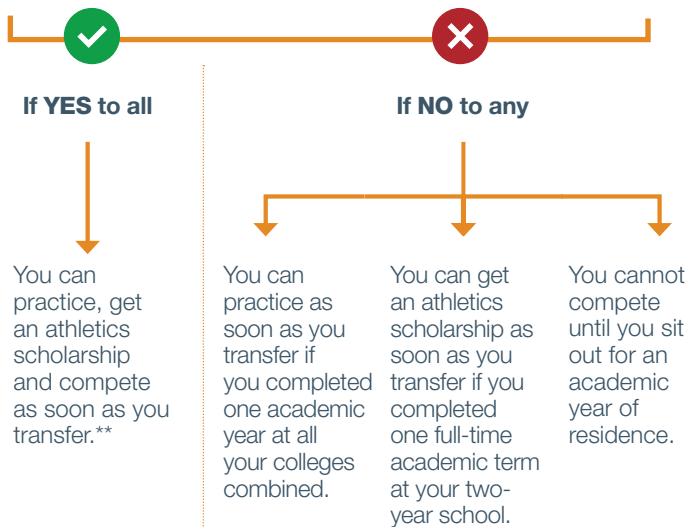 If YES to all
If NO to any
You can
practice, get
an athletics
scholarship
and compete
as soon as you
transfer.**
You can
practice as
soon as you
transfer if
you completed
one academic
year at all
your colleges
combined.
You can get
an athletics
scholarship as
soon as you
transfer if you
completed
one full-time
academic term
at your two-
year school.
You cannot
compete
until you sit
out for an
academic
year of
residence.